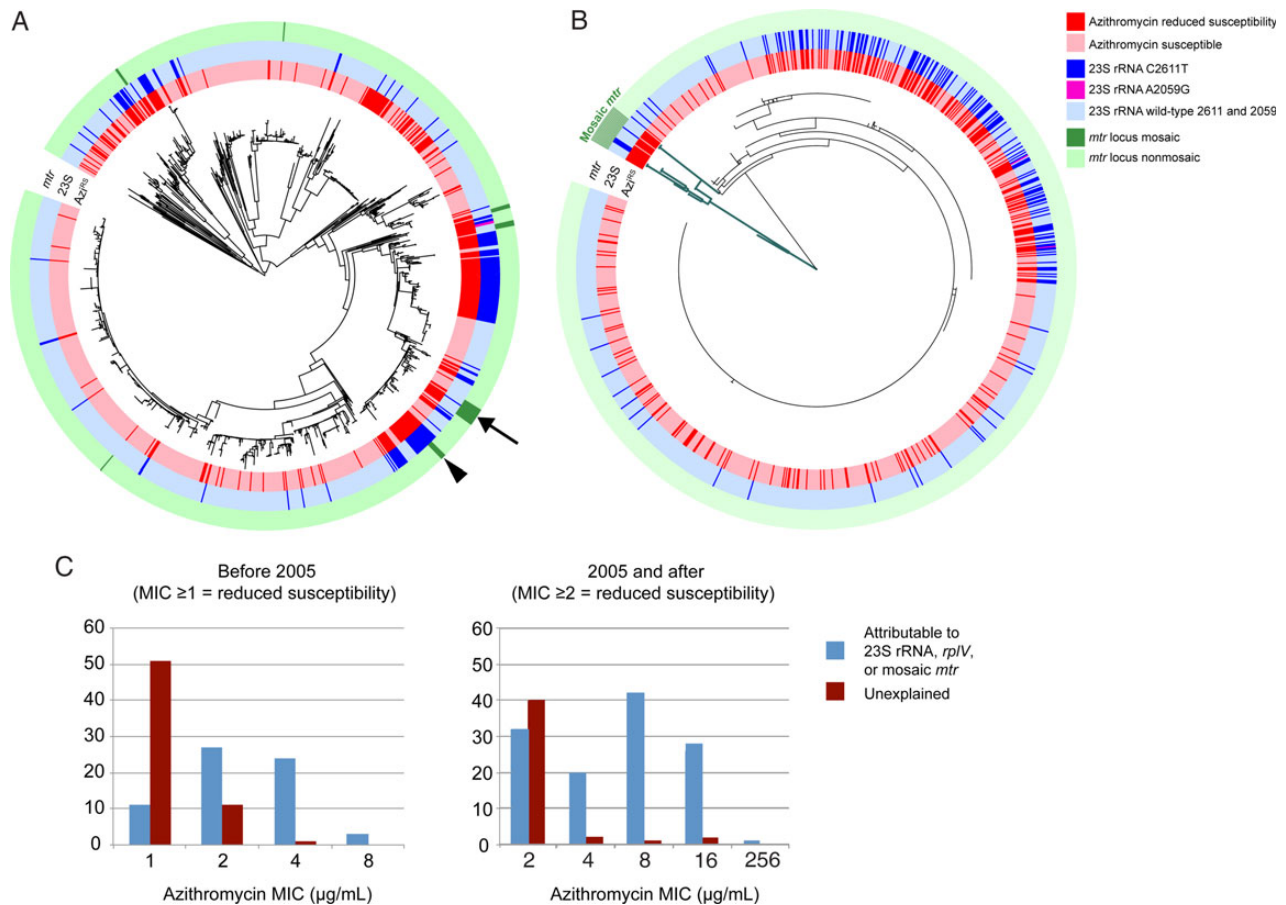 A
B
Azithromycin reduced susceptibility
Azithromycin susceptible
23S rRNA C2611T
23S rRNA A2059G
23S rRNA wild-type 2611 and 2059
mtr locus mosaic
mtr locus nonmosaic
mtr
23S
AziRS
Mosaic mtr
mtr
23S
AziRS
C
Before 2005
(MIC ≥1 = reduced susceptibility)
60
50
40
30
20
10
0
1 2 4 8
Azithromycin MIC (µg/mL)
2005 and after
(MIC ≥2 = reduced susceptibility)
60
50
40
30
20
10
0
2 4 8 16 256
Azithromycin MIC (µg/mL)
Attributable to
23S rRNA, rplV,
or mosaic mtr
Unexplained